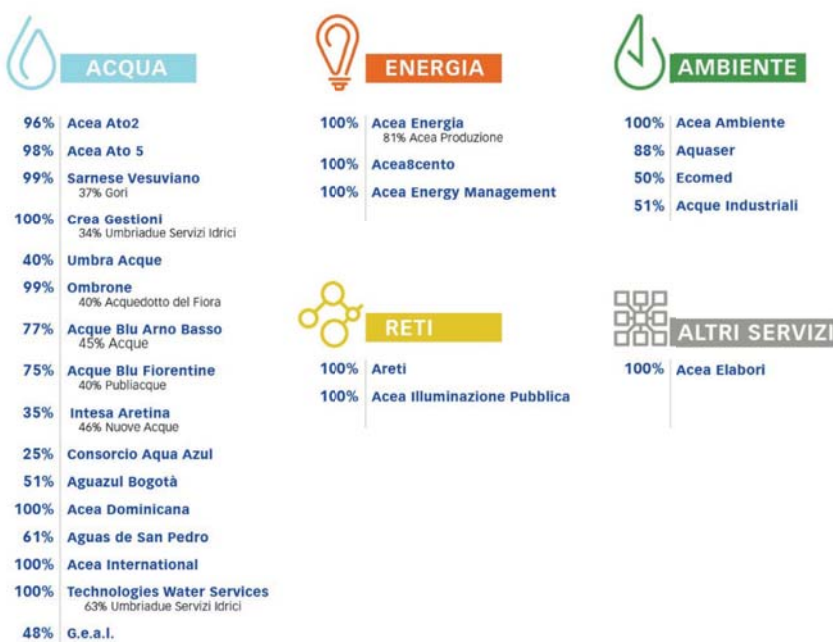 ACQUA
96% Acea Ato2
98% Acea Ato 5
99% Sarnese Vesuviano
37% Gori
100% Crea Gestioni
34% Umbriadue Servizi Idrici
40% Umbra Acque
99% Ombrone
40% Acquedotto del Fiora
77% Acque Blu Arno Basso
45% Acque
75% Acque Blu Fiorentine
40% Publiacque
35% Intesa Aretina
46% Nuove Acque
25% Consorcio Aqua Azul
51% Aguazul Bogotà
100% Acea Dominicana
61% Aguas de San Pedro
100% Acea International
100% Technologies Water Services
63% Umbriadue Servizi Idrici
48% G.e.a.l.
ENERGIA
100% Acea Energia
81% Acea Produzione
100% Acea8cento
100% Acea Energy Management
AMBIENTE
100% Acea Ambiente
88% Aquaser
50% Ecomed
51% Acque Industriali
RETI
100% Areti
100% Acea Illuminazione Pubblica
ALTRI SERVIZI
100% Acea Elabori